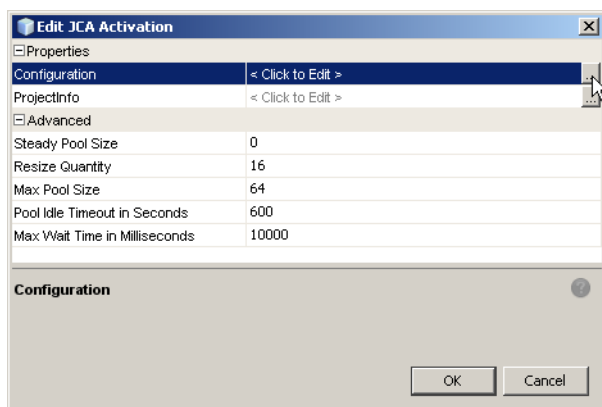 Edit JCA Activation
Properties
Configuration < Click to Edit > ...
ProjectInfo < Click to Edit > ...
Advanced
Steady Pool Size 0
Resize Quantity 16
Max Pool Size 64
Pool Idle Timeout in Seconds 600
Max Wait Time in Milliseconds 10000
Configuration
?
OK Cancel